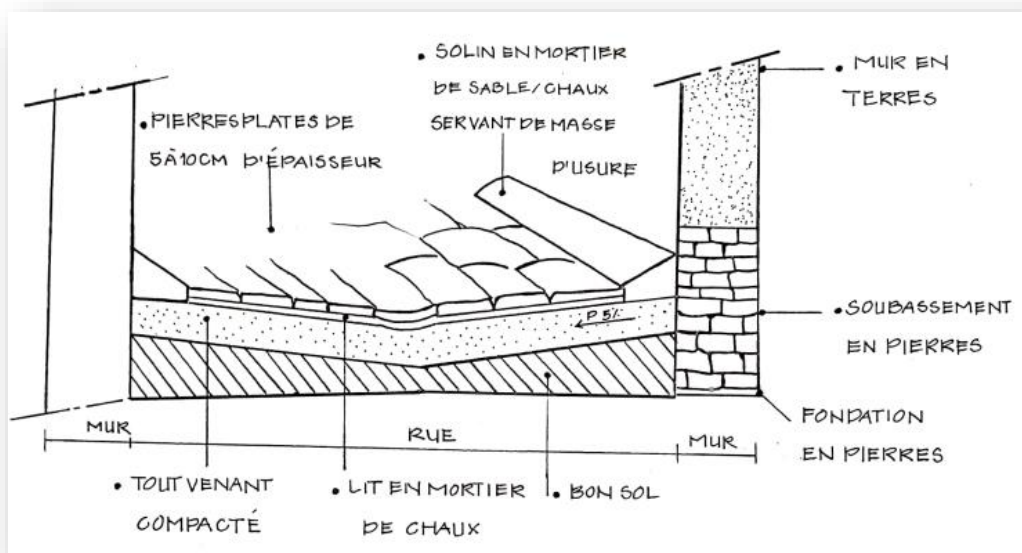 • SOLIN EN MORTIER
DE SABLE/CHAUX
SERVANT DE MASSE
D'USURE
• MUR EN
TERRES
• PIERRES PLATES DE
5À10CM D'ÉPAISSEUR
P 5%
• SOUBASSEMENT
EN PIERRES
• FONDATION
EN PIERRES
MUR
RUE
MUR
• TOUT VENANT
COMPACTÉ
• LIT EN MORTIER
DE CHAUX
• BON SOL